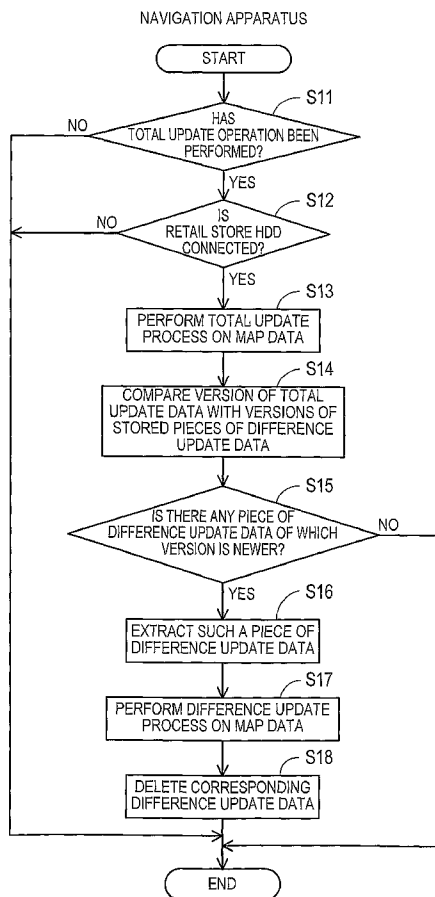 NAVIGATION APPARATUS
START
S11
NO
HAS
TOTAL UPDATE OPERATION BEEN
PERFORMED?
YES
S12
NO
IS
RETAIL STORE HDD
CONNECTED?
YES
S13
PERFORM TOTAL UPDATE
PROCESS ON MAP DATA
S14
COMPARE VERSION OF TOTAL
UPDATE DATA WITH VERSIONS OF
STORED PIECES OF DIFFERENCE
UPDATE DATA
S15
IS THERE ANY PIECE OF
DIFFERENCE UPDATE DATA OF WHICH
VERSION IS NEWER?
NO
YES
S16
EXTRACT SUCH A PIECE OF
DIFFERENCE UPDATE DATA
S17
PERFORM DIFFERENCE UPDATE
PROCESS ON MAP DATA
S18
DELETE CORRESPONDING
DIFFERENCE UPDATE DATA
END